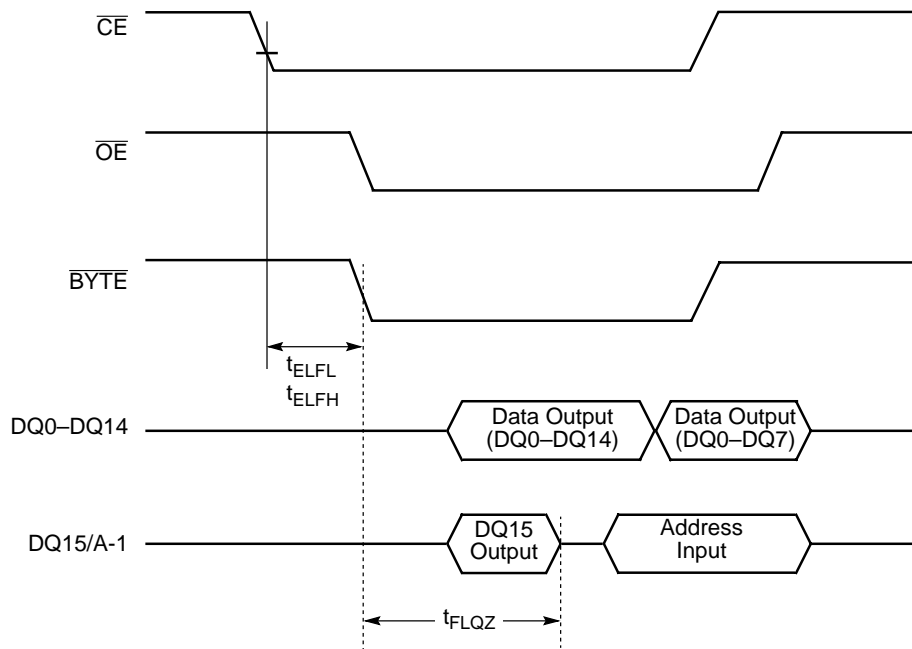 CE
OE
BYTE
tELFL
tELFH
DQ0–DQ14
Data Output
(DQ0–DQ14)
Data Output
(DQ0–DQ7)
DQ15/A-1
DQ15
Output
Address
Input
tFLQZ